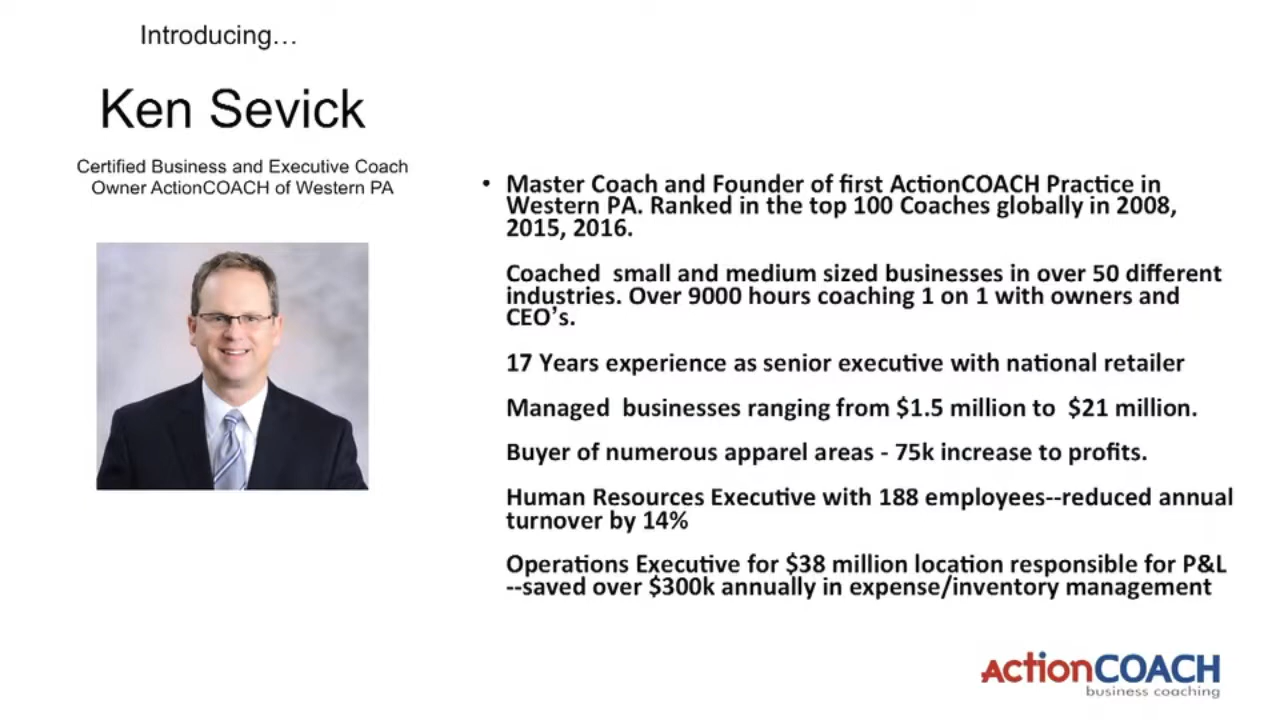 Introducing…
Ken Sevick
Certified Business and Executive Coach
Owner ActionCOACH of Western PA
• Master Coach and Founder of first ActionCOACH Practice in
Western PA. Ranked in the top 100 Coaches globally in 2008,
2015, 2016.
Coached  small and medium sized businesses in over 50 different
industries. Over 9000 hours coaching 1 on 1 with owners and
CEO’s.
17 Years experience as senior executive with national retailer
Managed  businesses ranging from $1.5 million to  $21 million.
Buyer of numerous apparel areas - 75k increase to profits.
Human Resources Executive with 188 employees--reduced annual
turnover by 14%
Operations Executive for $38 million location responsible for P&L
--saved over $300k annually in expense/inventory management
ActionCOACH
business coaching